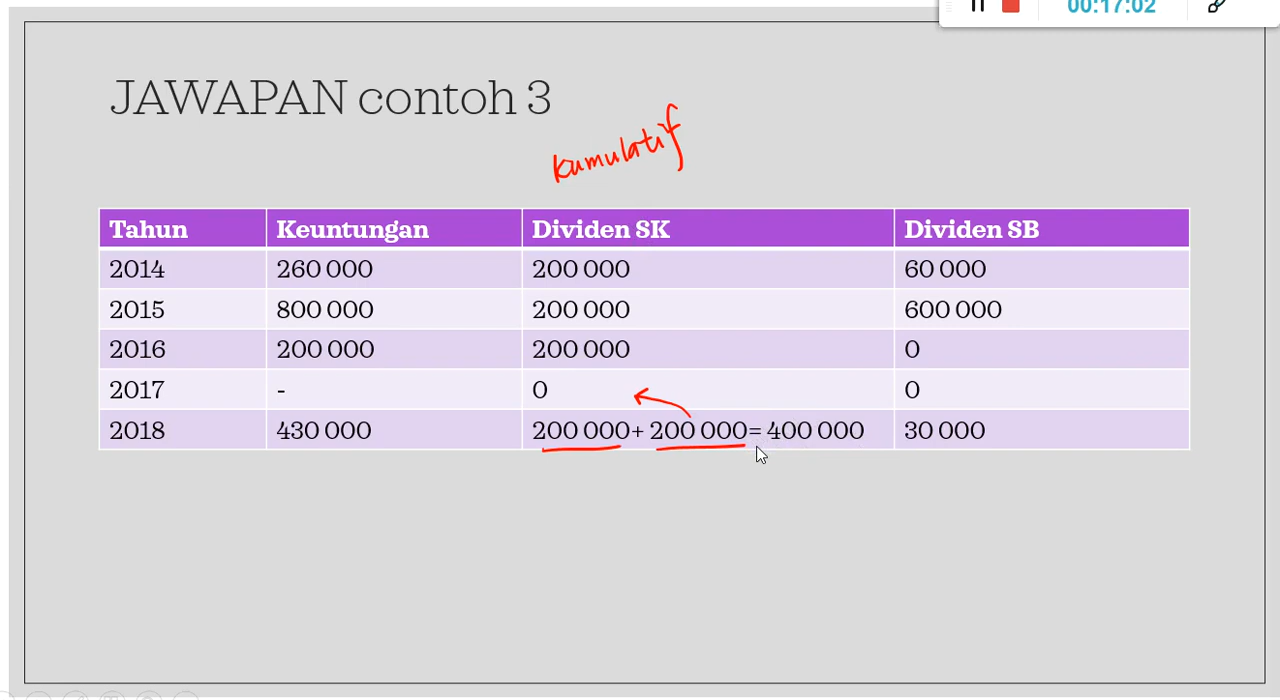 00:17:02
JAWAPAN contoh 3
kumulatif
Tahun Keuntungan Dividen SK Dividen SB
2014 260 000 200 000 60 000
2015 800 000 200 000 600 000
2016 200 000 200 000 0
2017 - 0 0
2018 430 000 200 000+ 200 000= 400 000 30 000